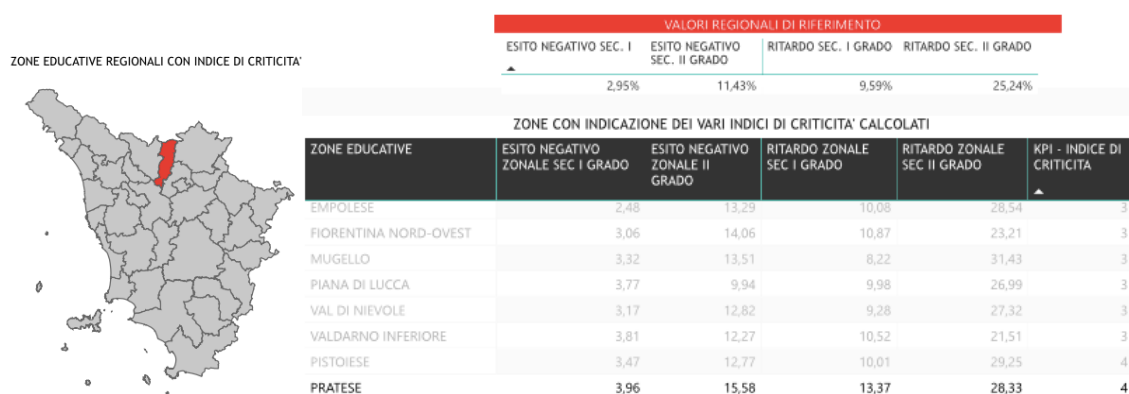 VALORI REGIONALI DI RIFERIMENTO
ESITO NEGATIVO SEC. I ESITO NEGATIVO RITARDO SEC. I GRADO RITARDO SEC. II GRADO
SEC. II GRADO
ZONE EDUCATIVE REGIONALI CON INDICE DI CRITICITA'
2,95% 11,43% 9,59% 25,24%
ZONE CON INDICAZIONE DEI VARI INDICI DI CRITICITA' CALCOLATI
ZONE EDUCATIVE ESITO NEGATIVO ESITO NEGATIVO RITARDO ZONALE RITARDO ZONALE KPI - INDICE DI
ZONALE SEC I GRADO ZONALE II SEC I GRADO SEC II GRADO CRITICITA
GRADO
EMPOLESE 2,48 13,29 10,08 28,54 3
FIORENTINA NORD-OVEST 3,06 14,06 10,87 23,21 3
MUGELLO 3,32 13,51 8,22 31,43 3
PIANA DI LUCCA 3,77 9,94 9,98 26,99 3
VAL DI NIEVOLE 3,17 12,82 9,28 27,32 3
VALDARNO INFERIORE 3,81 12,27 10,52 21,51 3
PISTOIESE 3,47 12,77 10,01 29,25 4
PRATESE 3,96 15,58 13,37 28,33 4